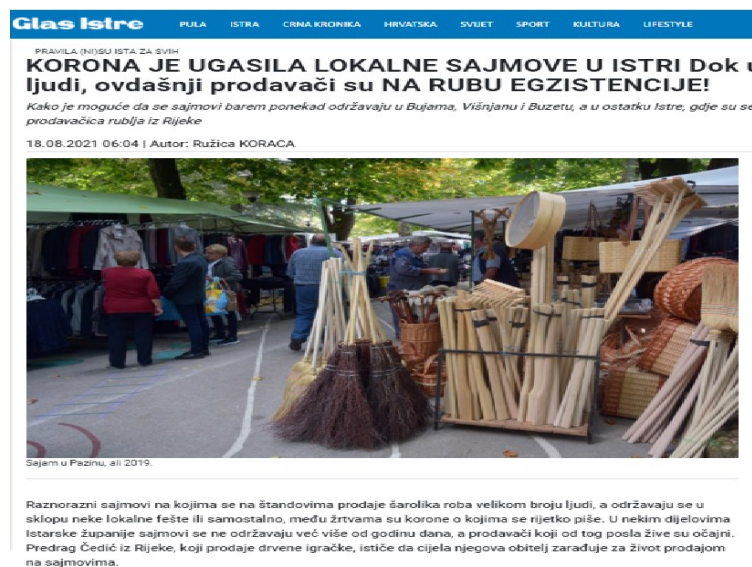 Glas Istre PULA ISTRA CRNA KRONIKA HRVATSKA SVIJET SPORT KULTURA LIFESTYLE
PRAVILA (NI)SU ISTA ZA SVIH
KORONA JE UGASILA LOKALNE SAJMOVE U ISTRI Dok u
ljudi, ovdašnji prodavači su NA RUBU EGZISTENCIJE!
Kako je moguće da se sajmovi barem ponekad održavaju u Bujama, Višnjanu i Buzetu, a u ostatku Istre, gdje su se
prodavačica rublja iz Rijeke
18.08.2021 06:04 | Autor: Ružica KORACA
Sajam u Pazinu, ali 2019.
Raznorazni sajmovi na kojima se na štandovima prodaje šarolika roba velikom broju ljudi, a održavaju se u
sklopu neke lokalne fešte ili samostalno, među žrtvama su korone o kojima se rijetko piše. U nekim dijelovima
Istarske županije sajmovi se ne održavaju već više od godinu dana, a prodavači koji od tog posla žive su očajni.
Predrag Čedić iz Rijeke, koji prodaje drvene igračke, ističe da cijela njegova obitelj zarađuje za život prodajom
na sajmovima.